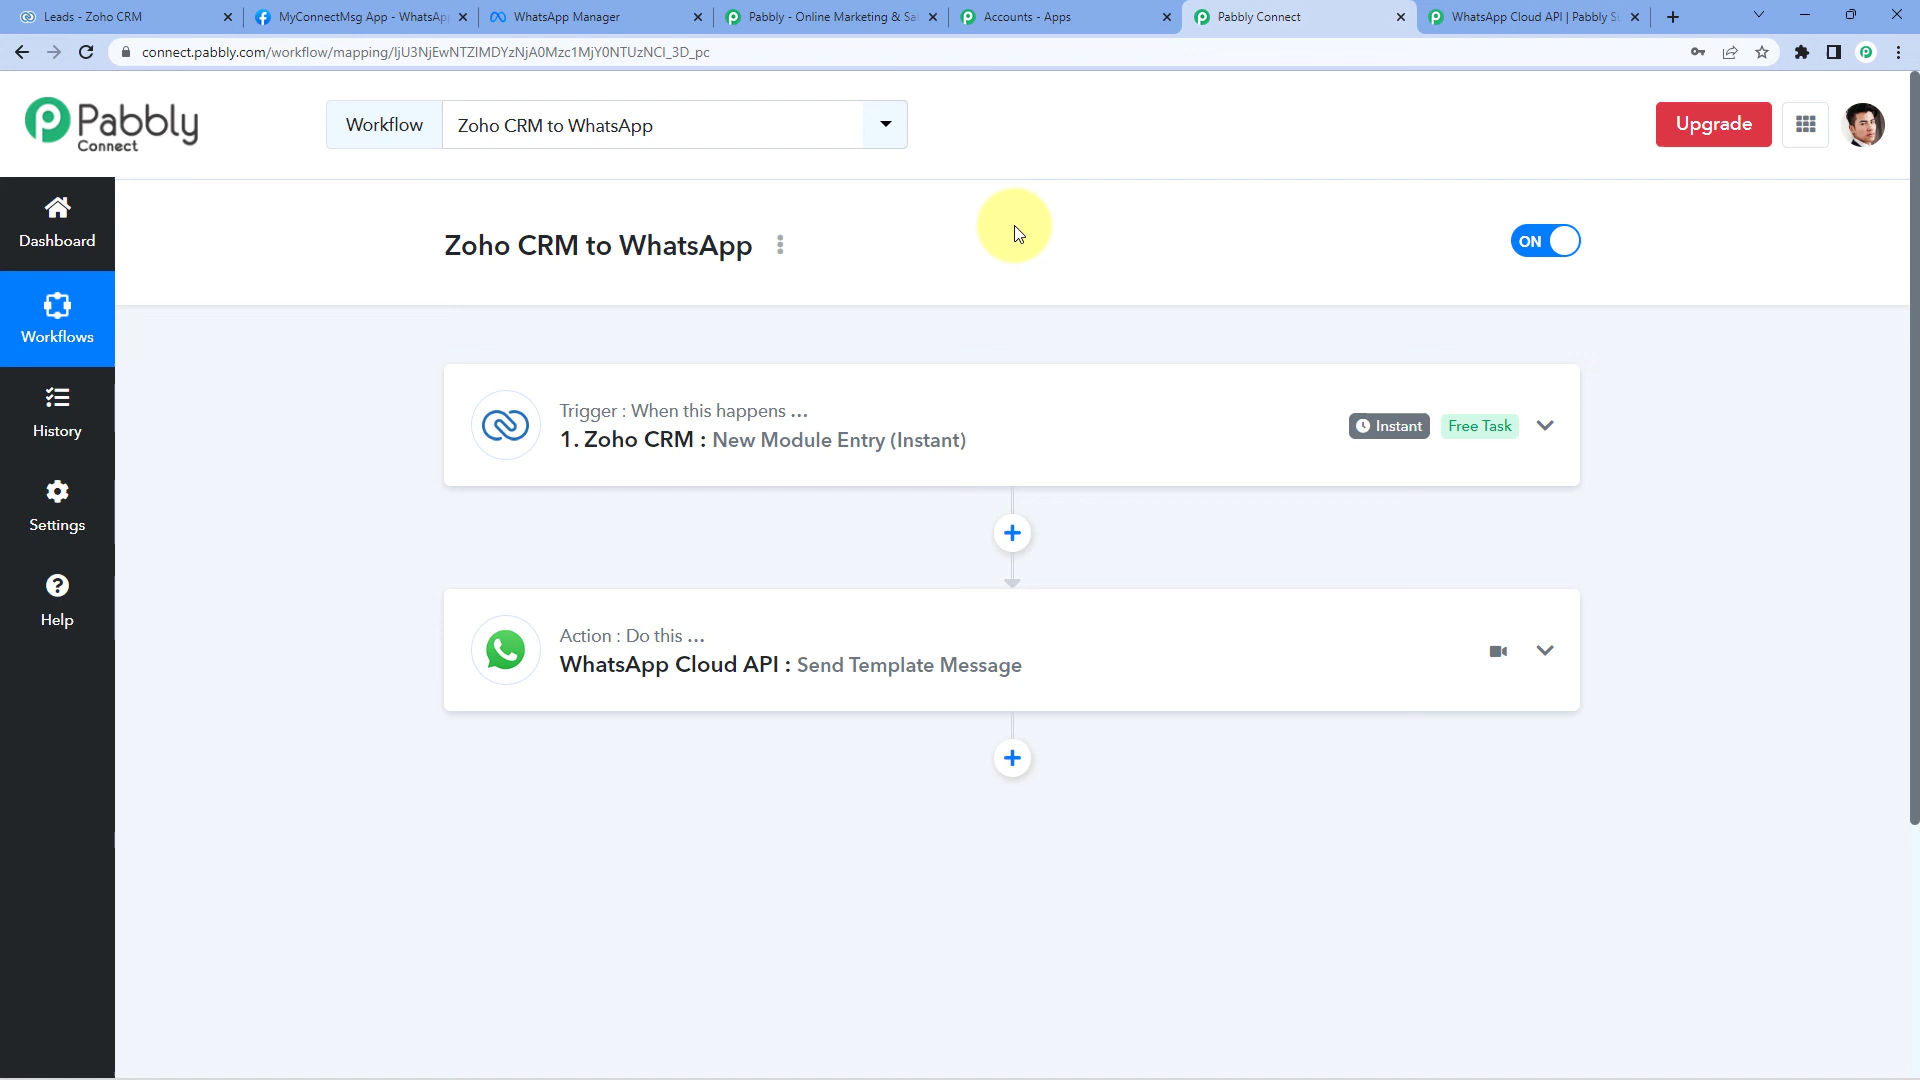 Leads - Zoho CRM
MyConnectMsg App - WhatsAp
WhatsApp Manager
Pabbly - Online Marketing & Sal
Accounts - Apps
Pabbly Connect
WhatsApp Cloud API | Pabbly Su
connect.pabbly.com/workflow/mapping/IjU3NjEwNTZlMDYzNjA0Mzc1MjY0NTUzNCI_3D_pc
Pabbly
Connect
Workflow
Zoho CRM to WhatsApp
Upgrade
Dashboard
Workflows
History
Settings
Help
Zoho CRM to WhatsApp
ON
Trigger : When this happens ...
1. Zoho CRM : New Module Entry (Instant)
Instant
Free Task
Action : Do this ...
WhatsApp Cloud API : Send Template Message